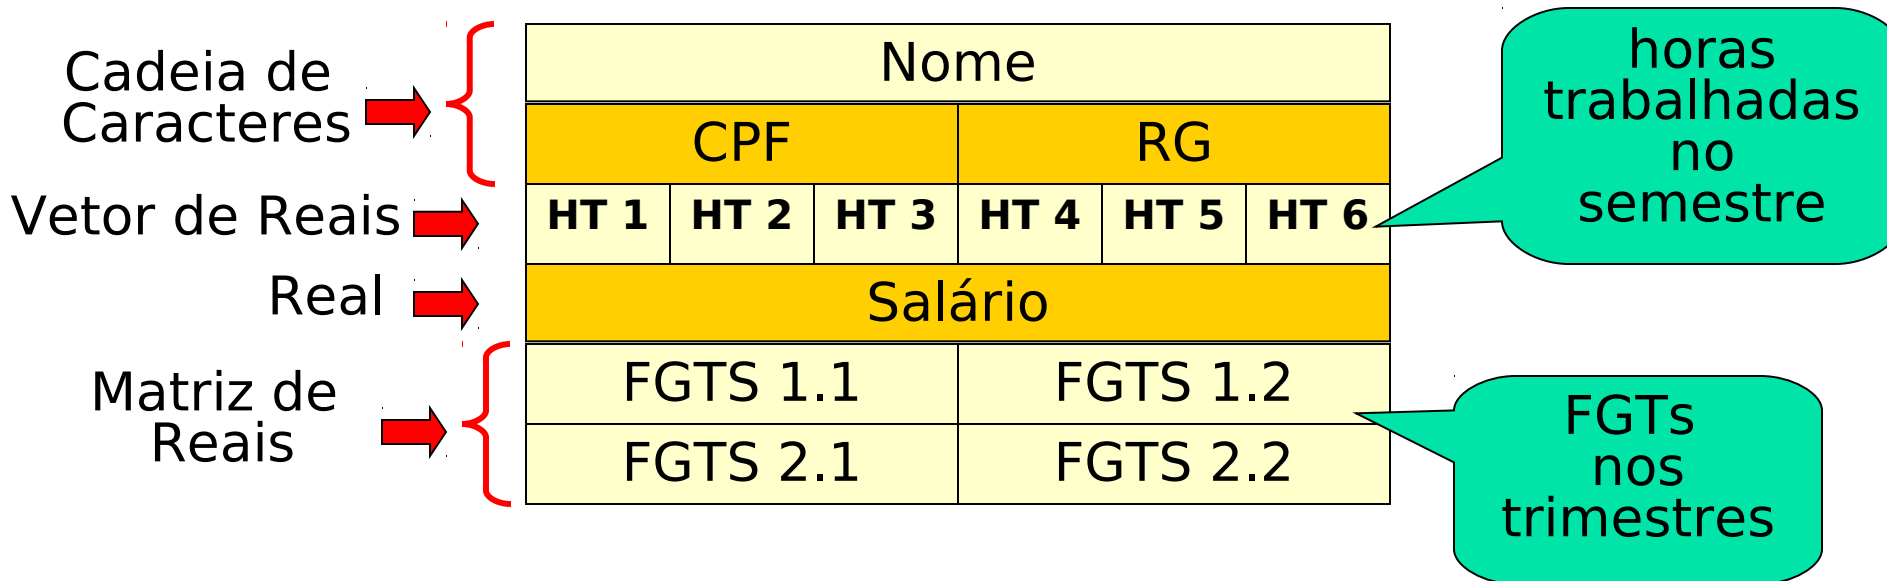 Cadeia de
Caracteres
Vetor de Reais
Real
Matriz de
Reais
Nome
CPF RG
HT 1 HT 2 HT 3 HT 4 HT 5 HT 6
Salário
FGTS 1.1 FGTS 1.2
FGTS 2.1 FGTS 2.2
horas
trabalhadas
no
semestre
FGTs
nos
trimestres